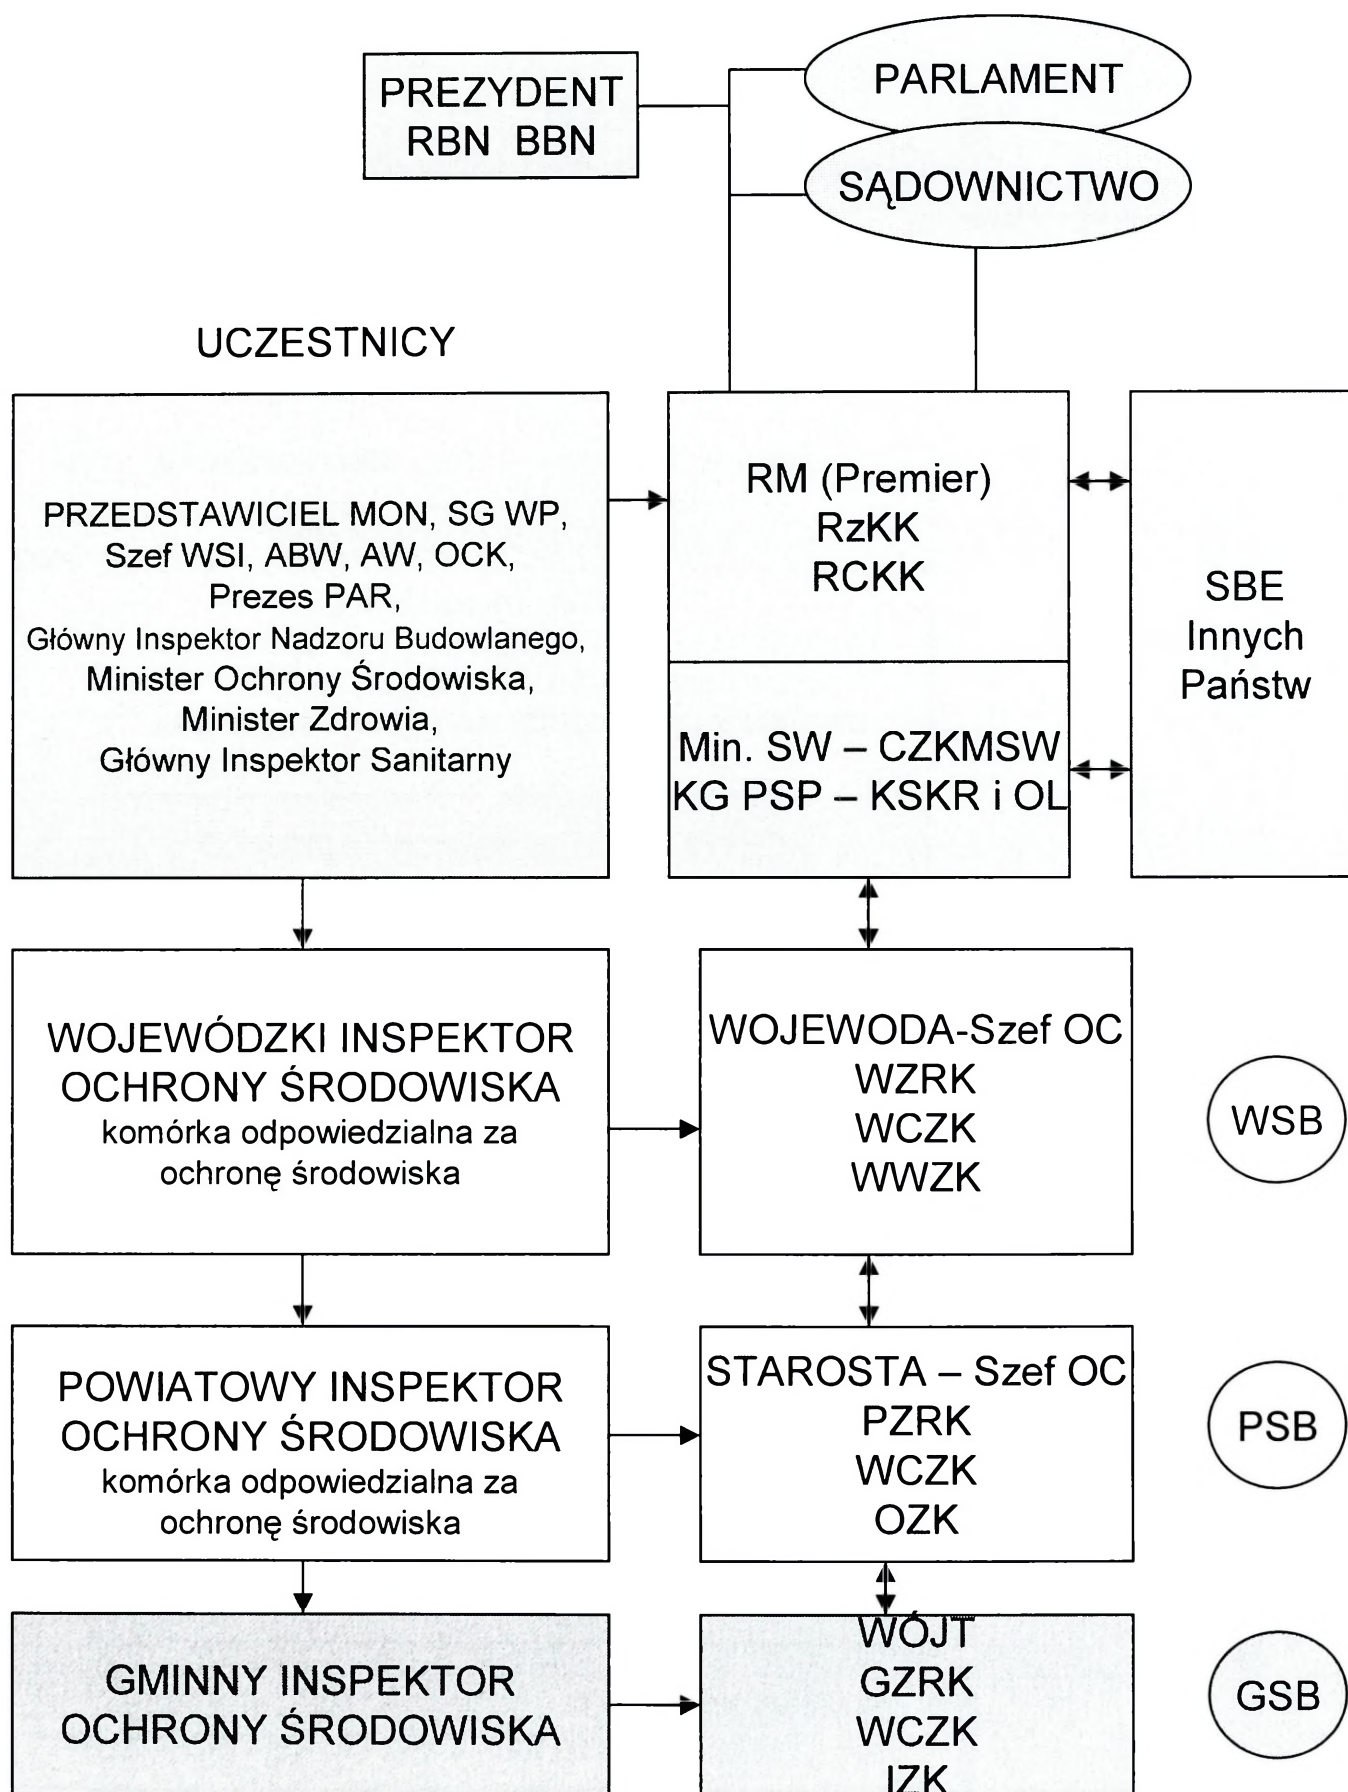 PREZYDENT
RBN BBN
PARLAMENT
SĄDOWNICTWO
UCZESTNICY
PRZEDSTAWICIEL MON, SG WP,
Szef WSI, ABW, AW, OCK,
Prezes PAR,
Główny Inspektor Nadzoru Budowlanego,
Minister Ochrony Środowiska,
Minister Zdrowia,
Główny Inspektor Sanitarny
RM (Premier)
RzKK
RCKK
Min. SW – CZKMSW
KG PSP – KSKR i OL
SBE
Innych
Państw
WOJEWÓDZKI INSPEKTOR
OCHRONY ŚRODOWISKA
komórka odpowiedzialna za
ochronę środowiska
WOJEWODA-Szef OC
WZRK
WCZK
WWZK
WSB
POWIATOWY INSPEKTOR
OCHRONY ŚRODOWISKA
komórka odpowiedzialna za
ochronę środowiska
STAROSTA – Szef OC
PZRK
WCZK
OZK
PSB
GMINNY INSPEKTOR
OCHRONY ŚRODOWISKA
WÓJT
GZRK
WCZK
IZK
GSB